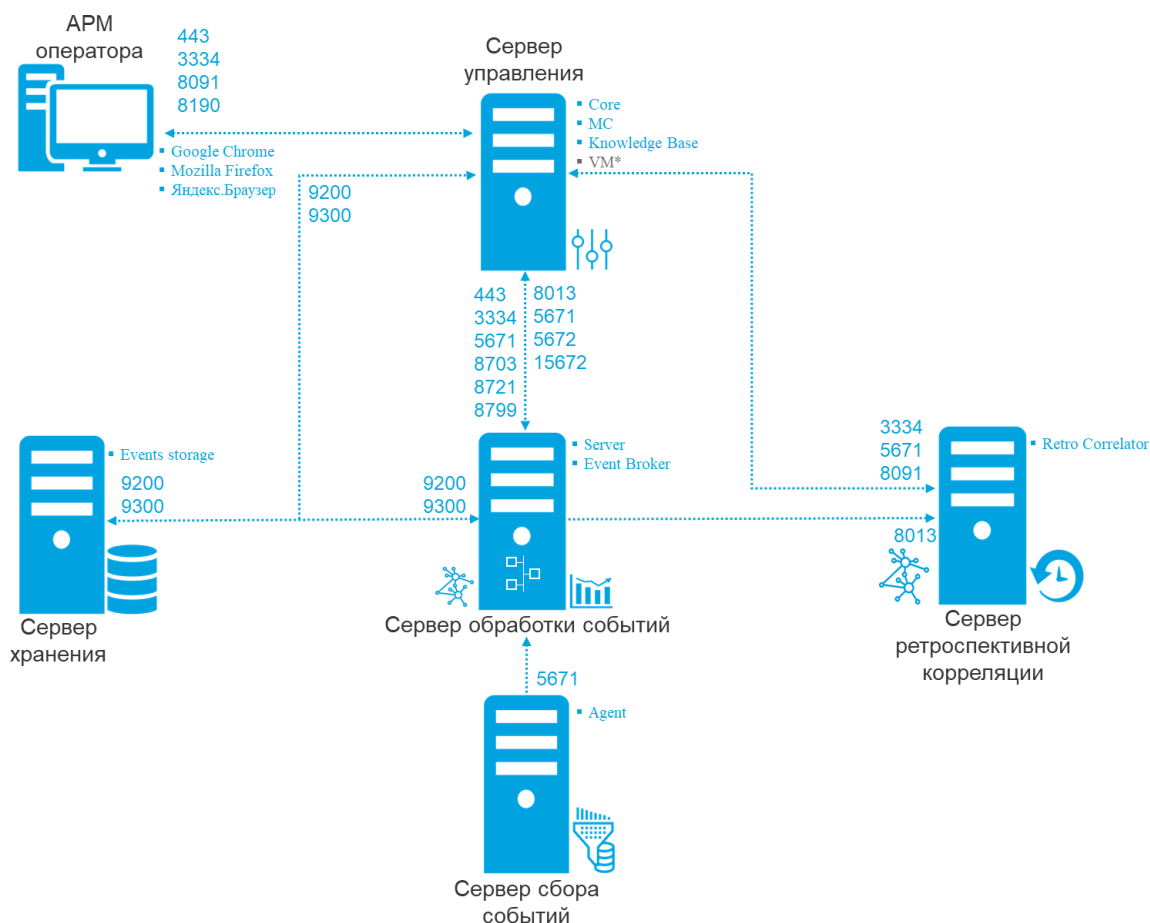 АРМ
оператора
443
3334
8091
8190
Google Chrome
Mozilla Firefox
Яндекс.Браузер
Сервер
управления
Core
MC
Knowledge Base
VM*
9200
9300
443
3334
5671
8703
8721
8799
8013
5671
5672
15672
Events storage
9200
9300
Сервер
хранения
9200
9300
Server
Event Broker
Сервер обработки событий
3334
5671
8091
8013
Retro Correlator
Сервер
ретроспективной
корреляции
5671
Agent
Сервер сбора
событий